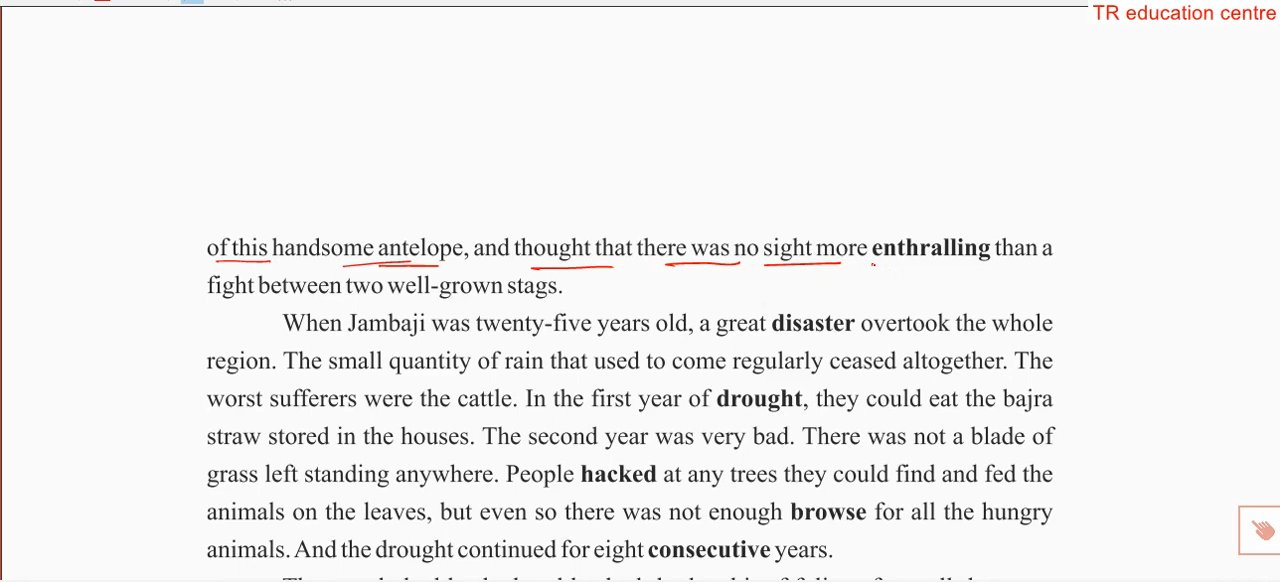 TR education centre
of this handsome antelope, and thought that there was no sight more enthralling than a
fight between two well-grown stags.
When Jambaji was twenty-five years old, a great disaster overtook the whole
region. The small quantity of rain that used to come regularly ceased altogether. The
worst sufferers were the cattle. In the first year of drought, they could eat the bajra
straw stored in the houses. The second year was very bad. There was not a blade of
grass left standing anywhere. People hacked at any trees they could find and fed the
animals on the leaves, but even so there was not enough browse for all the hungry
animals. And the drought continued for eight consecutive years.